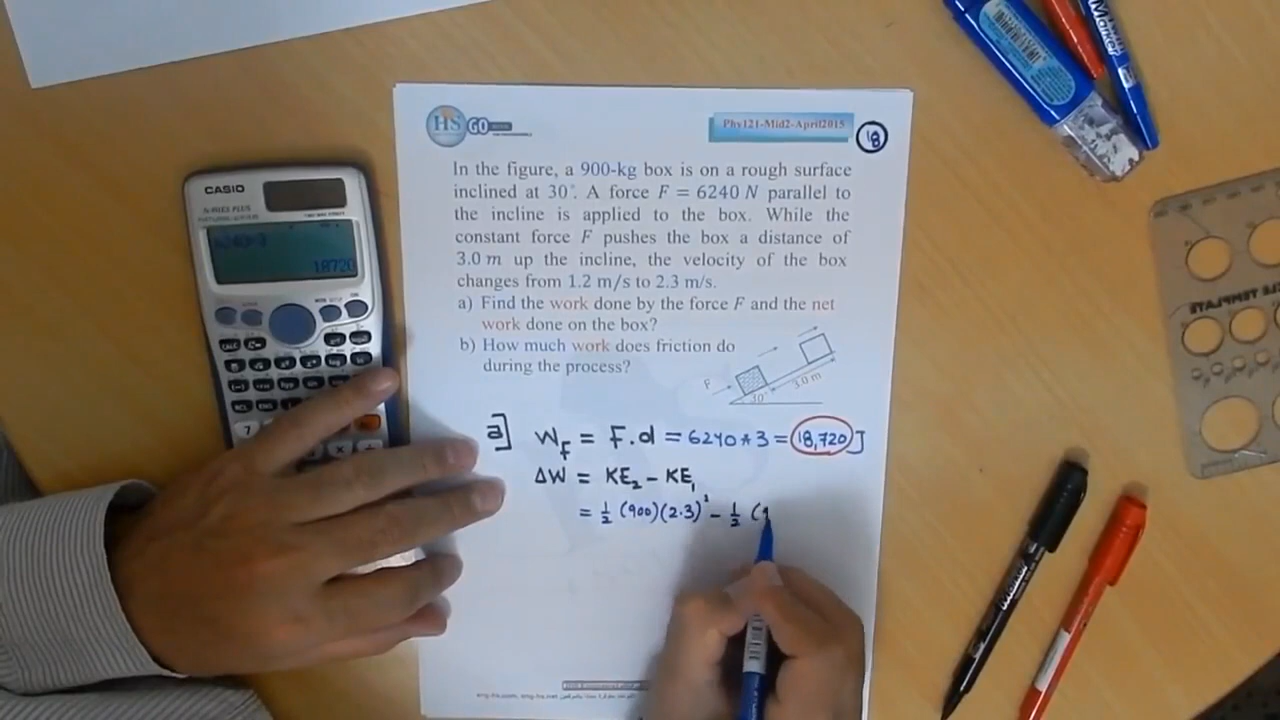 HS GO
Phy121-Mid2-April2015
18
In the figure, a 900-kg box is on a rough surface
inclined at 30°. A force F = 6240 N parallel to
the incline is applied to the box. While the
constant force F pushes the box a distance of
3.0 m up the incline, the velocity of the box
changes from 1.2 m/s to 2.3 m/s.
a) Find the work done by the force F and the net
work done on the box?
b) How much work does friction do
during the process?
F
30°
3.0 m
a] W_F = F.d = 6240 * 3 = 18,720 J
ΔW = KE₂ - KE₁
= ½ (900)(2.3)² - ½ (9
CASIO
6240×3
18720
Marker